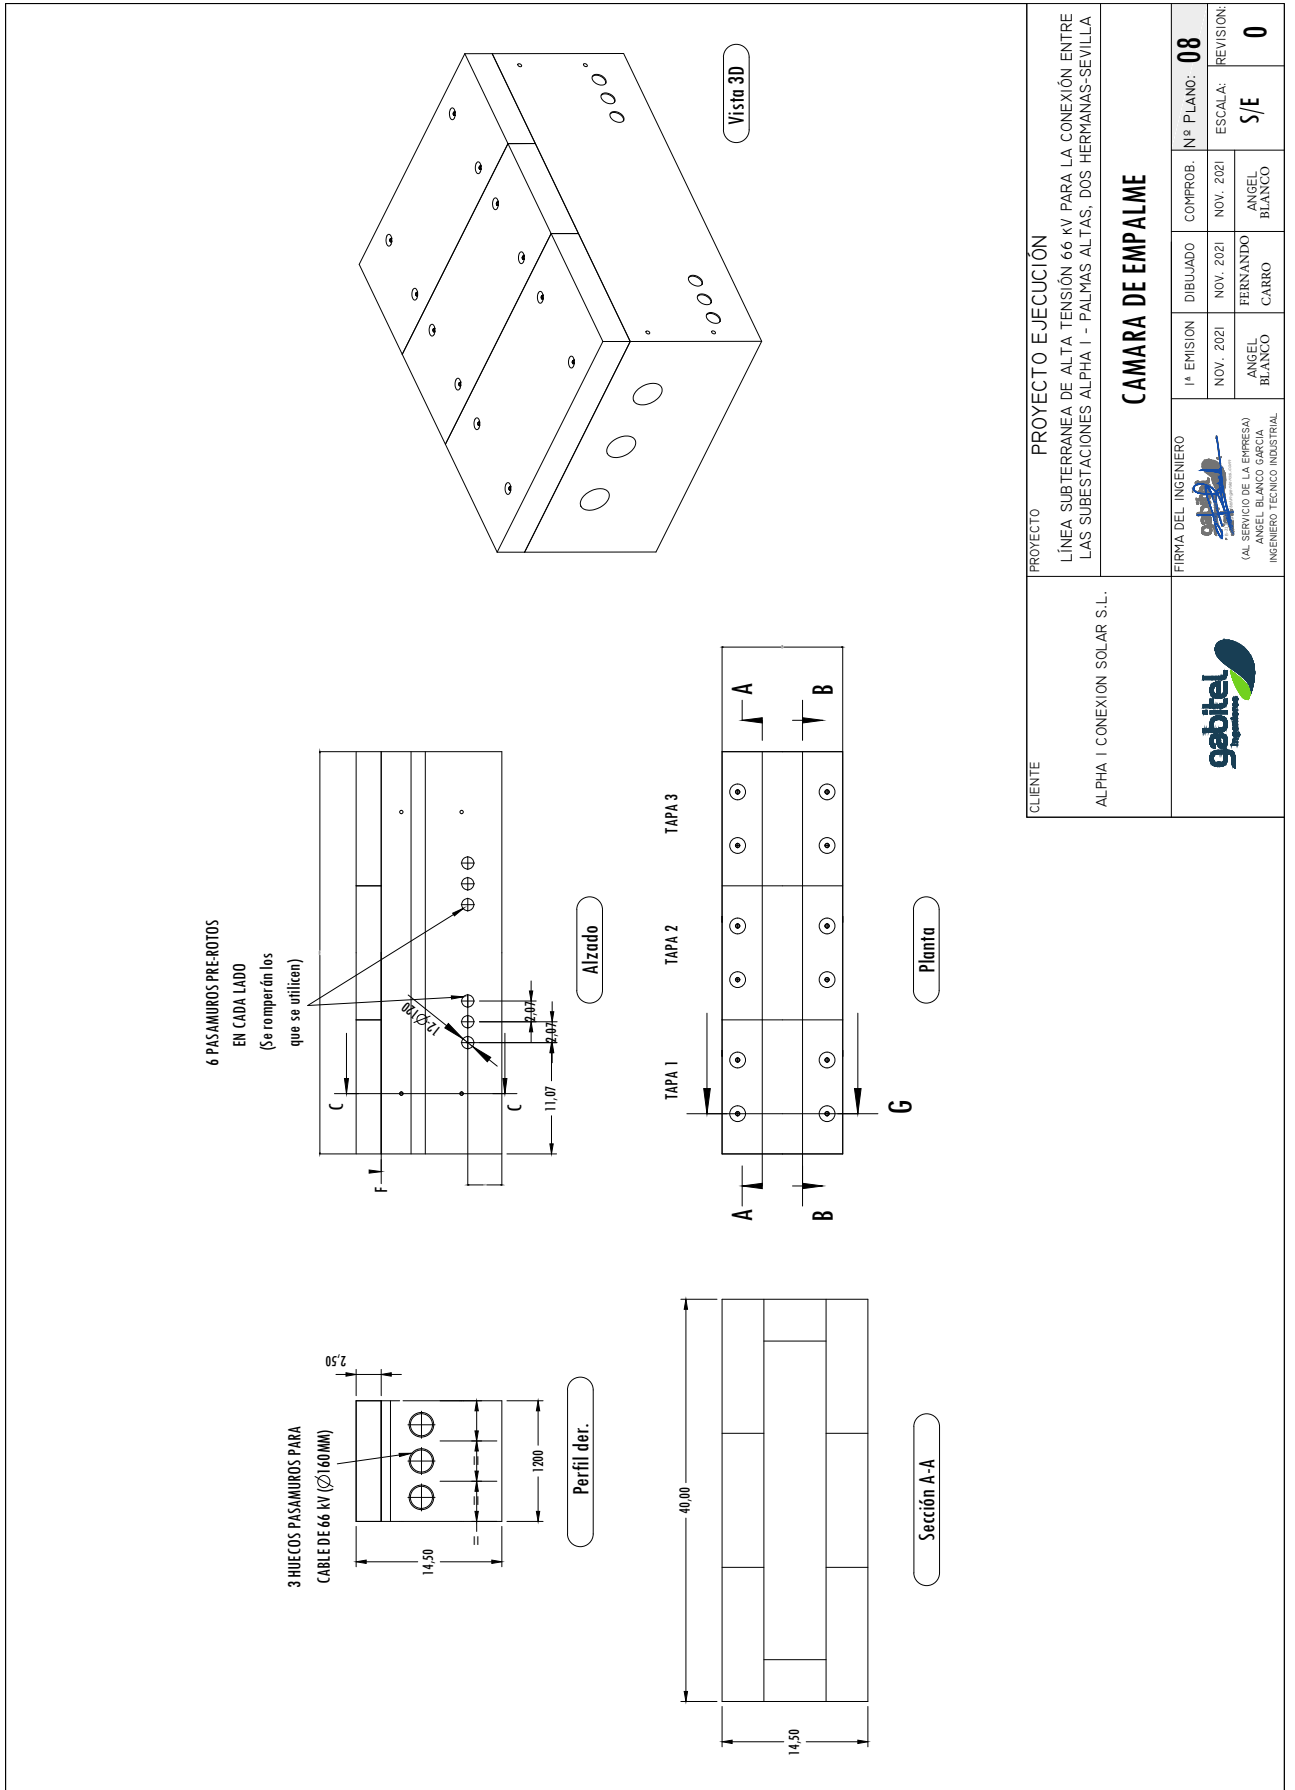 3 HUECOS PASAMUROS PARA
CABLE DE 66 kV (Ø160MM)
2,50
14,50
=
=
=
1200
Perfil der.
6 PASAMUROS PRE-ROTOS
EN CADA LADO
(Se romperán los
que se utilicen)
C
C
F
12-Ø120
2,07
2,07
11,07
Alzado
Vista 3D
40,00
14,50
Sección A-A
TAPA 1
TAPA 2
TAPA 3
A
A
B
B
G
Planta
CLIENTE
ALPHA I CONEXION SOLAR S.L.
PROYECTO
PROYECTO EJECUCIÓN
LÍNEA SUBTERRANEA DE ALTA TENSIÓN 66 kV PARA LA CONEXIÓN ENTRE
LAS SUBESTACIONES ALPHA I - PALMAS ALTAS, DOS HERMANAS-SEVILLA
CAMARA DE EMPALME
gabitel
ingenieros
FIRMA DEL INGENIERO
gabitel
(AL SERVICIO DE LA EMPRESA)
ANGEL BLANCO GARCIA
INGENIERO TECNICO INDUSTRIAL
1ª EMISION
DIBUJADO
COMPROB.
Nº PLANO: 08
NOV. 2021
NOV. 2021
NOV. 2021
ESCALA:
REVISION:
ANGEL
BLANCO
FERNANDO
CARRO
ANGEL
BLANCO
S/E
0